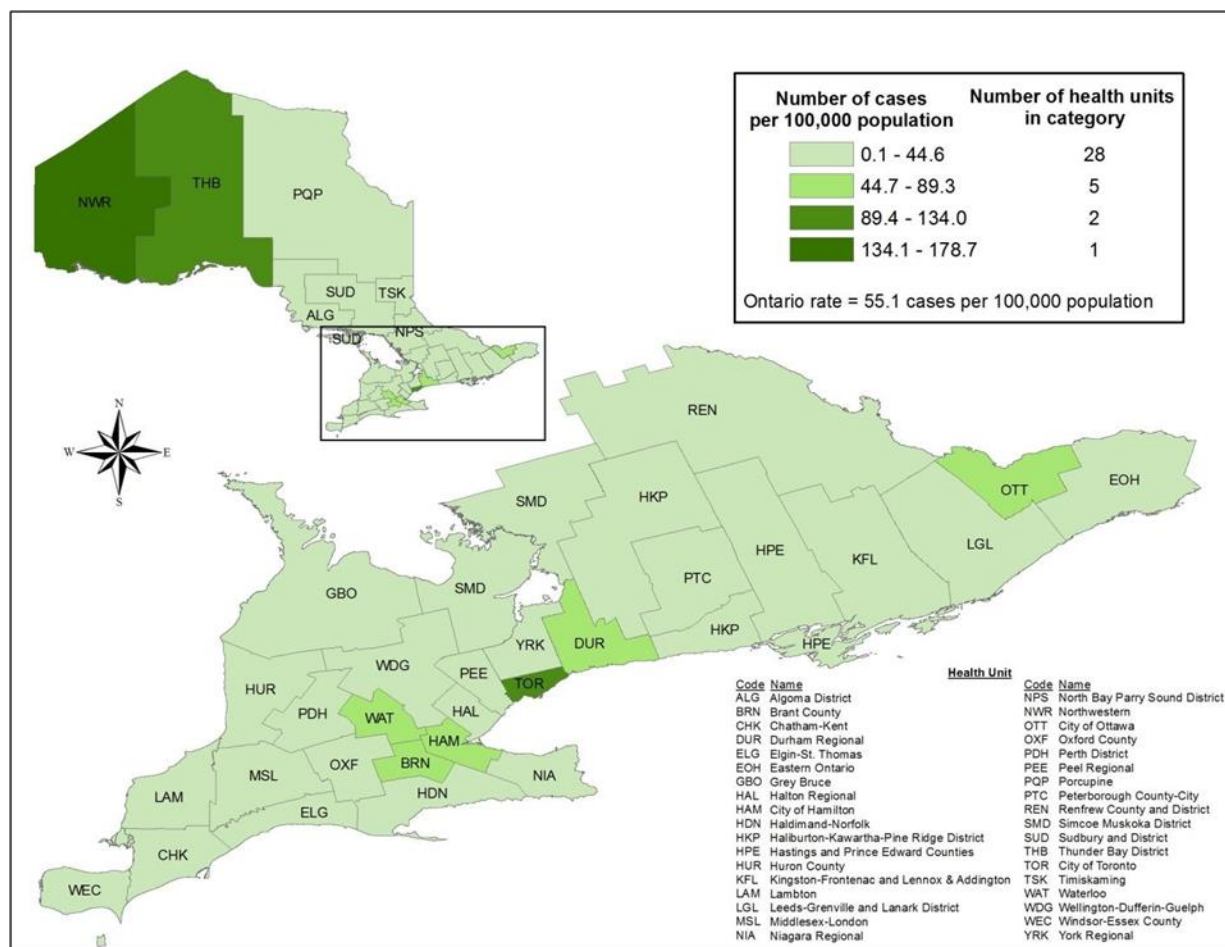 Number of cases per 100,000 population
Number of health units in category
0.1 - 44.6 28
44.7 - 89.3 5
89.4 - 134.0 2
134.1 - 178.7 1
Ontario rate = 55.1 cases per 100,000 population
NWR
THB
PQP
SUD
TSK
ALG
SUD
NPS
N
W
E
S
REN
SMD
HKP
OTT
EOH
HPE
KFL
LGL
PTC
GBO
SMD
YRK
DUR
HKP
HPE
WDG
PEE
TOR
HUR
PDH
WAT
HAL
HAM
OXF
BRN
MSL
NIA
HDN
LAM
ELG
CHK
WEC
Health Unit
Code Name
ALG Algoma District
BRN Brant County
CHK Chatham-Kent
DUR Durham Regional
ELG Elgin-St. Thomas
EOH Eastern Ontario
GBO Grey Bruce
HAL Halton Regional
HAM City of Hamilton
HDN Haldimand-Norfolk
HKP Haliburton-Kawartha-Pine Ridge District
HPE Hastings and Prince Edward Counties
HUR Huron County
KFL Kingston-Frontenac and Lennox & Addington
LAM Lambton
LGL Leeds-Grenville and Lanark District
MSL Middlesex-London
NIA Niagara Regional
Code Name
NPS North Bay Parry Sound District
NWR Northwestern
OTT City of Ottawa
OXF Oxford County
PDH Perth District
PEE Peel Regional
PQP Porcupine
PTC Peterborough County-City
REN Renfrew County and District
SMD Simcoe Muskoka District
SUD Sudbury and District
THB Thunder Bay District
TOR City of Toronto
TSK Timiskaming
WAT Waterloo
WDG Wellington-Dufferin-Guelph
WEC Windsor-Essex County
YRK York Regional